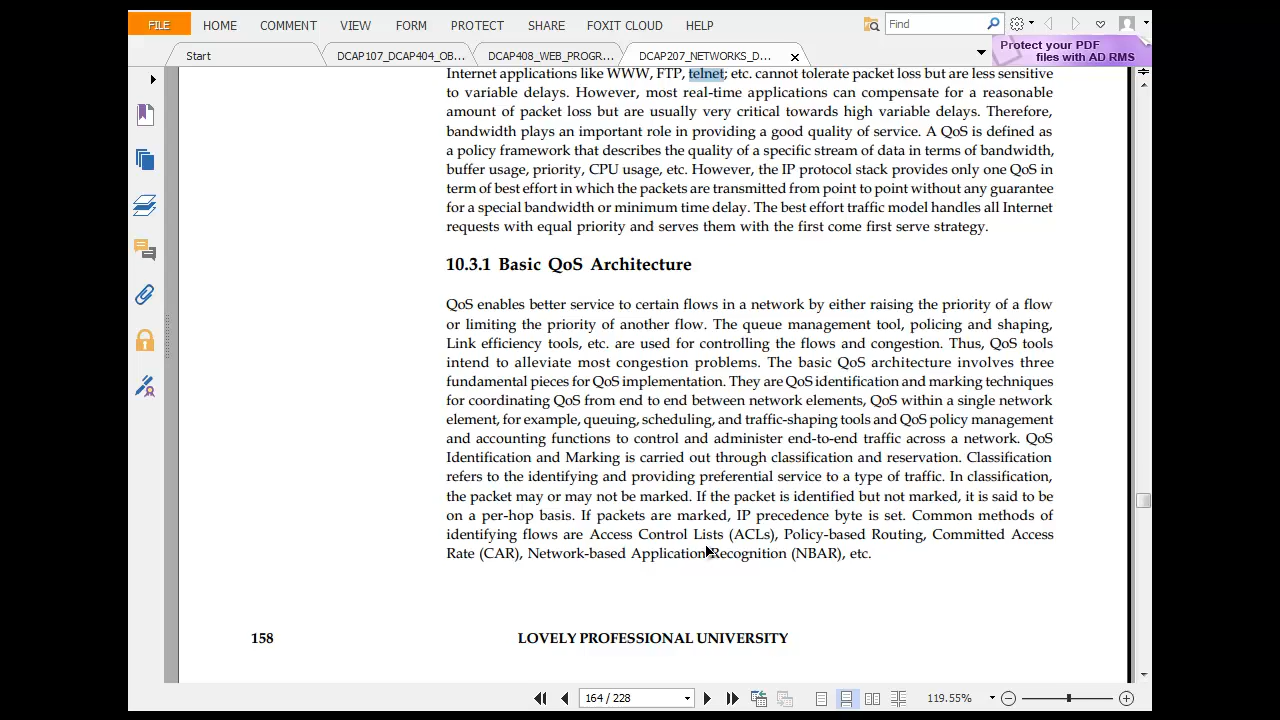 FILE HOME COMMENT VIEW FORM PROTECT SHARE FOXIT CLOUD HELP Find
Start DCAP107_DCAP404_OB... DCAP408_WEB_PROGR... DCAP207_NETWORKS_D...
Protect your PDF
files with AD RMS
Internet applications like WWW, FTP, telnet; etc. cannot tolerate packet loss but are less sensitive
to variable delays. However, most real-time applications can compensate for a reasonable
amount of packet loss but are usually very critical towards high variable delays. Therefore,
bandwidth plays an important role in providing a good quality of service. A QoS is defined as
a policy framework that describes the quality of a specific stream of data in terms of bandwidth,
buffer usage, priority, CPU usage, etc. However, the IP protocol stack provides only one QoS in
term of best effort in which the packets are transmitted from point to point without any guarantee
for a special bandwidth or minimum time delay. The best effort traffic model handles all Internet
requests with equal priority and serves them with the first come first serve strategy.
10.3.1 Basic QoS Architecture
QoS enables better service to certain flows in a network by either raising the priority of a flow
or limiting the priority of another flow. The queue management tool, policing and shaping,
Link efficiency tools, etc. are used for controlling the flows and congestion. Thus, QoS tools
intend to alleviate most congestion problems. The basic QoS architecture involves three
fundamental pieces for QoS implementation. They are QoS identification and marking techniques
for coordinating QoS from end to end between network elements, QoS within a single network
element, for example, queuing, scheduling, and traffic-shaping tools and QoS policy management
and accounting functions to control and administer end-to-end traffic across a network. QoS
Identification and Marking is carried out through classification and reservation. Classification
refers to the identifying and providing preferential service to a type of traffic. In classification,
the packet may or may not be marked. If the packet is identified but not marked, it is said to be
on a per-hop basis. If packets are marked, IP precedence byte is set. Common methods of
identifying flows are Access Control Lists (ACLs), Policy-based Routing, Committed Access
Rate (CAR), Network-based Application Recognition (NBAR), etc.
158 LOVELY PROFESSIONAL UNIVERSITY
164 / 228 119.55%